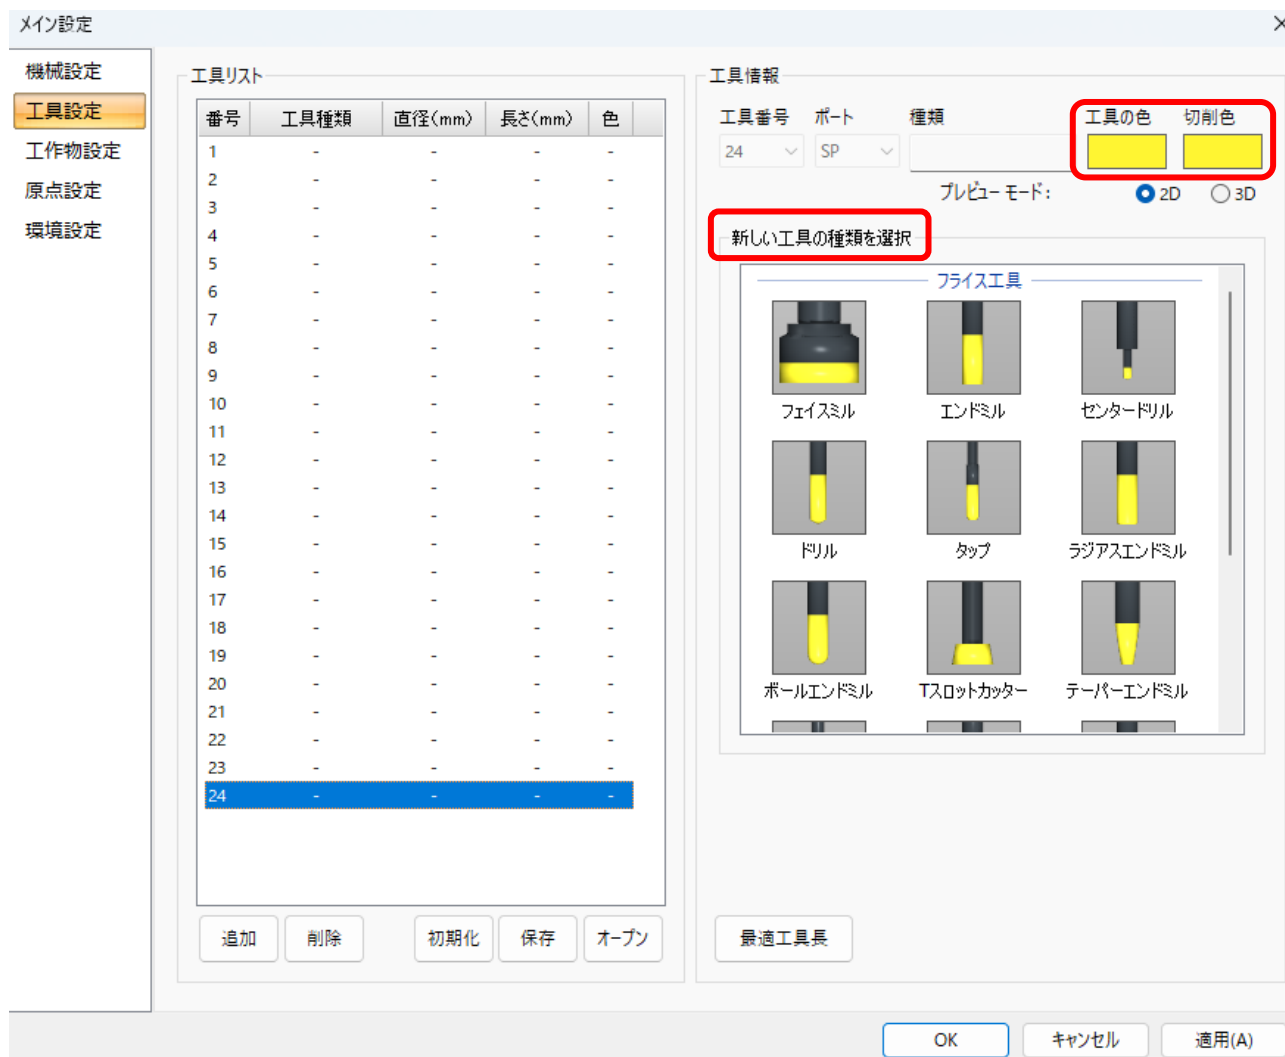 メイン設定
機械設定
工具設定
工作物設定
原点設定
環境設定
工具リスト
番号 工具種類 直径(mm) 長さ(mm) 色
1 - - - -
2 - - - -
3 - - - -
4 - - - -
5 - - - -
6 - - - -
7 - - - -
8 - - - -
9 - - - -
10 - - - -
11 - - - -
12 - - - -
13 - - - -
14 - - - -
15 - - - -
16 - - - -
17 - - - -
18 - - - -
19 - - - -
20 - - - -
21 - - - -
22 - - - -
23 - - - -
24 - - - -
追加 削除 初期化 保存 オープン
工具情報
工具番号 ポート 種類 工具の色 切削色
24 SP
プレビュー モード: 2D 3D
新しい工具の種類を選択
フライス工具
フェイスミル エンドミル センタードリル
ドリル タップ ラジアスエンドミル
ボールエンドミル Tスロットカッター テーパーエンドミル
最適工具長
OK キャンセル 適用(A)